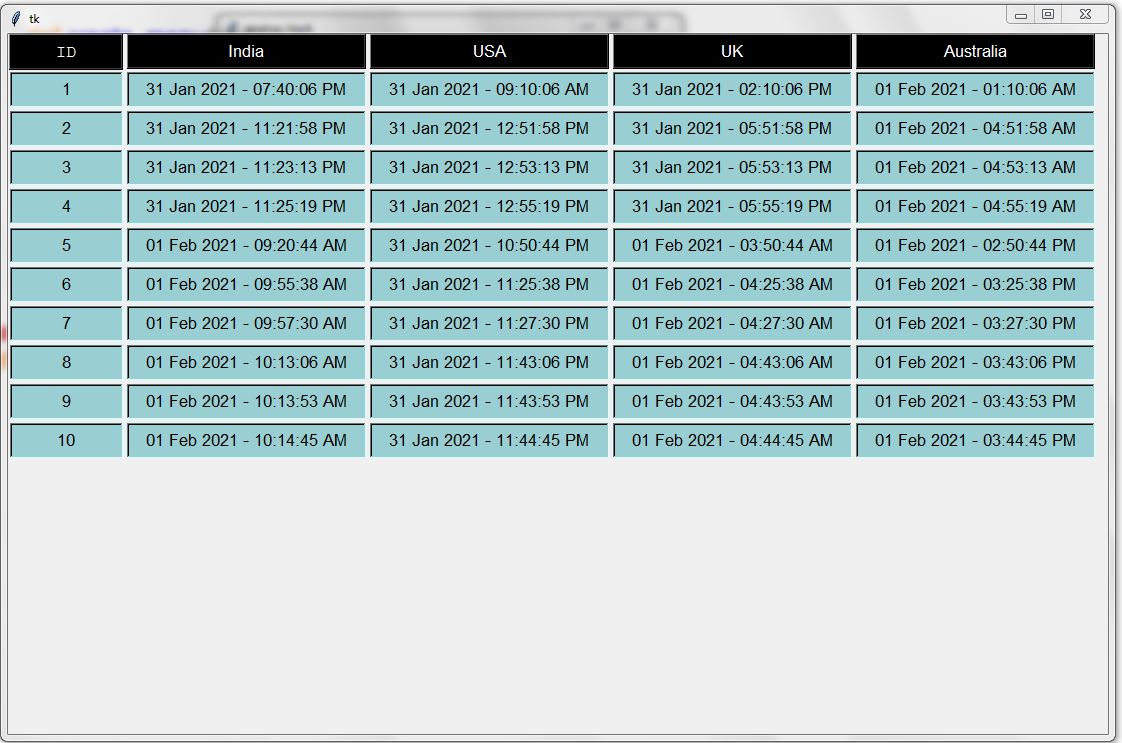 tk
ID India USA UK Australia
1 31 Jan 2021 - 07:40:06 PM 31 Jan 2021 - 09:10:06 AM 31 Jan 2021 - 02:10:06 PM 01 Feb 2021 - 01:10:06 AM
2 31 Jan 2021 - 11:21:58 PM 31 Jan 2021 - 12:51:58 PM 31 Jan 2021 - 05:51:58 PM 01 Feb 2021 - 04:51:58 AM
3 31 Jan 2021 - 11:23:13 PM 31 Jan 2021 - 12:53:13 PM 31 Jan 2021 - 05:53:13 PM 01 Feb 2021 - 04:53:13 AM
4 31 Jan 2021 - 11:25:19 PM 31 Jan 2021 - 12:55:19 PM 31 Jan 2021 - 05:55:19 PM 01 Feb 2021 - 04:55:19 AM
5 01 Feb 2021 - 09:20:44 AM 31 Jan 2021 - 10:50:44 PM 01 Feb 2021 - 03:50:44 AM 01 Feb 2021 - 02:50:44 PM
6 01 Feb 2021 - 09:55:38 AM 31 Jan 2021 - 11:25:38 PM 01 Feb 2021 - 04:25:38 AM 01 Feb 2021 - 03:25:38 PM
7 01 Feb 2021 - 09:57:30 AM 31 Jan 2021 - 11:27:30 PM 01 Feb 2021 - 04:27:30 AM 01 Feb 2021 - 03:27:30 PM
8 01 Feb 2021 - 10:13:06 AM 31 Jan 2021 - 11:43:06 PM 01 Feb 2021 - 04:43:06 AM 01 Feb 2021 - 03:43:06 PM
9 01 Feb 2021 - 10:13:53 AM 31 Jan 2021 - 11:43:53 PM 01 Feb 2021 - 04:43:53 AM 01 Feb 2021 - 03:43:53 PM
10 01 Feb 2021 - 10:14:45 AM 31 Jan 2021 - 11:44:45 PM 01 Feb 2021 - 04:44:45 AM 01 Feb 2021 - 03:44:45 PM